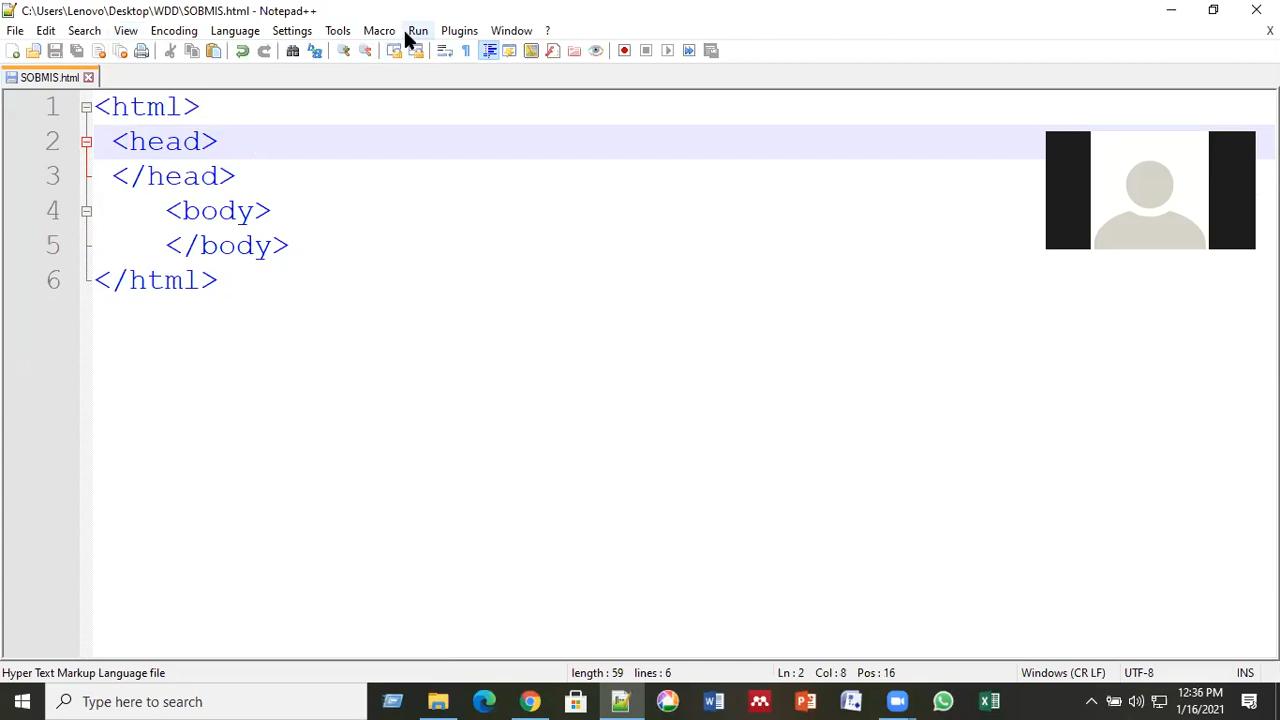 C:\Users\Lenovo\Desktop\WDD\SOBMIS.html - Notepad++
File Edit Search View Encoding Language Settings Tools Macro Run Plugins Window ? X
SOBMIS.html
1 <html>
2 <head>
3 </head>
4 <body>
5 </body>
6 </html>
Hyper Text Markup Language file length : 59 lines : 6 Ln : 2 Col : 8 Pos : 16 Windows (CR LF) UTF-8 INS
Type here to search
12:36 PM
1/16/2021